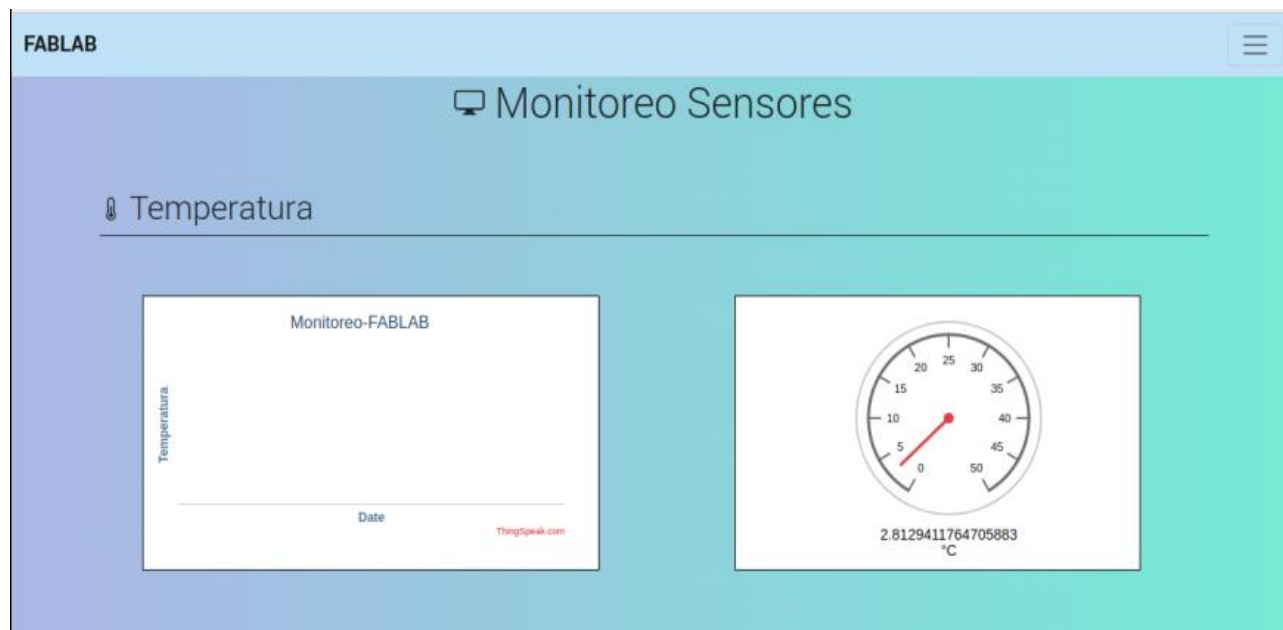 FABLAB
Monitoreo Sensores
Temperatura
Monitoreo-FABLAB
Temperatura
Date
ThingSpeak.com
0
5
10
15
20
25
30
35
40
45
50
2.8129411764705883
°C